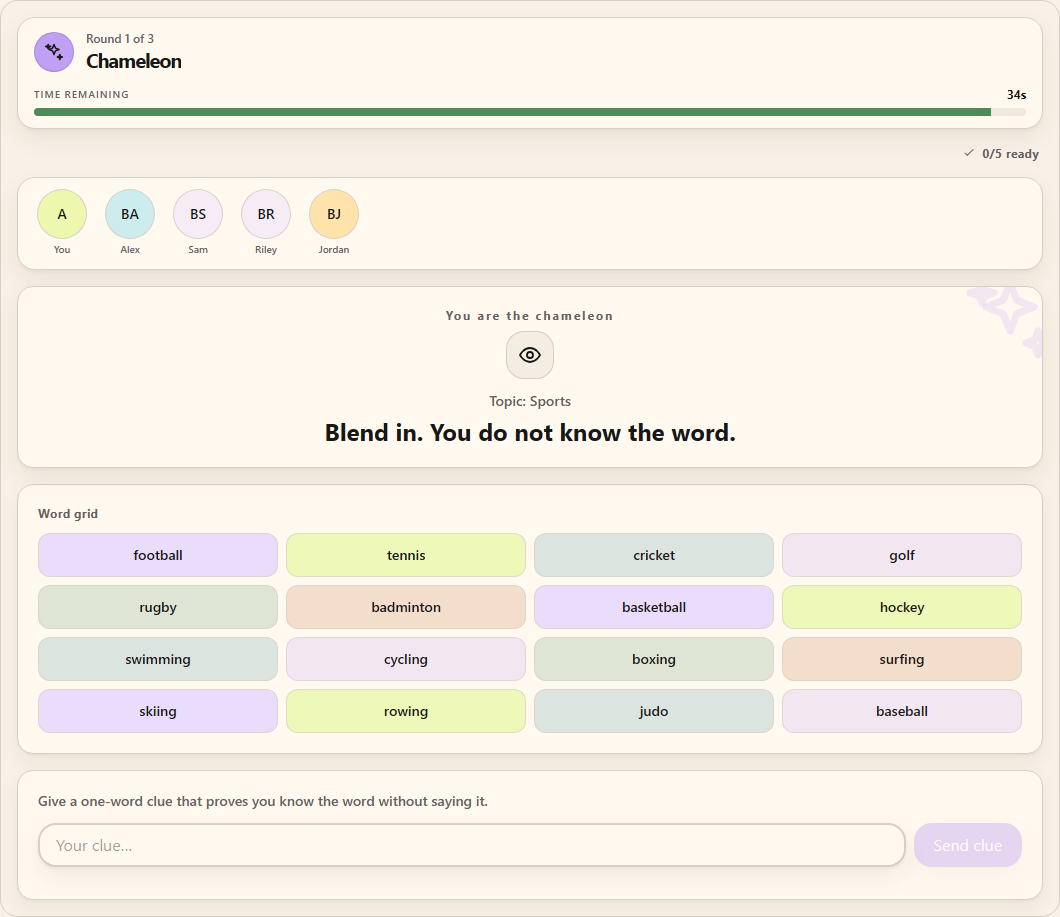 Round 1 of 3
Chameleon
TIME REMAINING 34s
0/5 ready
A BA BS BR BJ
You Alex Sam Riley Jordan
You are the chameleon
Topic: Sports
Blend in. You do not know the word.
Word grid
football tennis cricket golf
rugby badminton basketball hockey
swimming cycling boxing surfing
skiing rowing judo baseball
Give a one-word clue that proves you know the word without saying it.
Your clue... Send clue